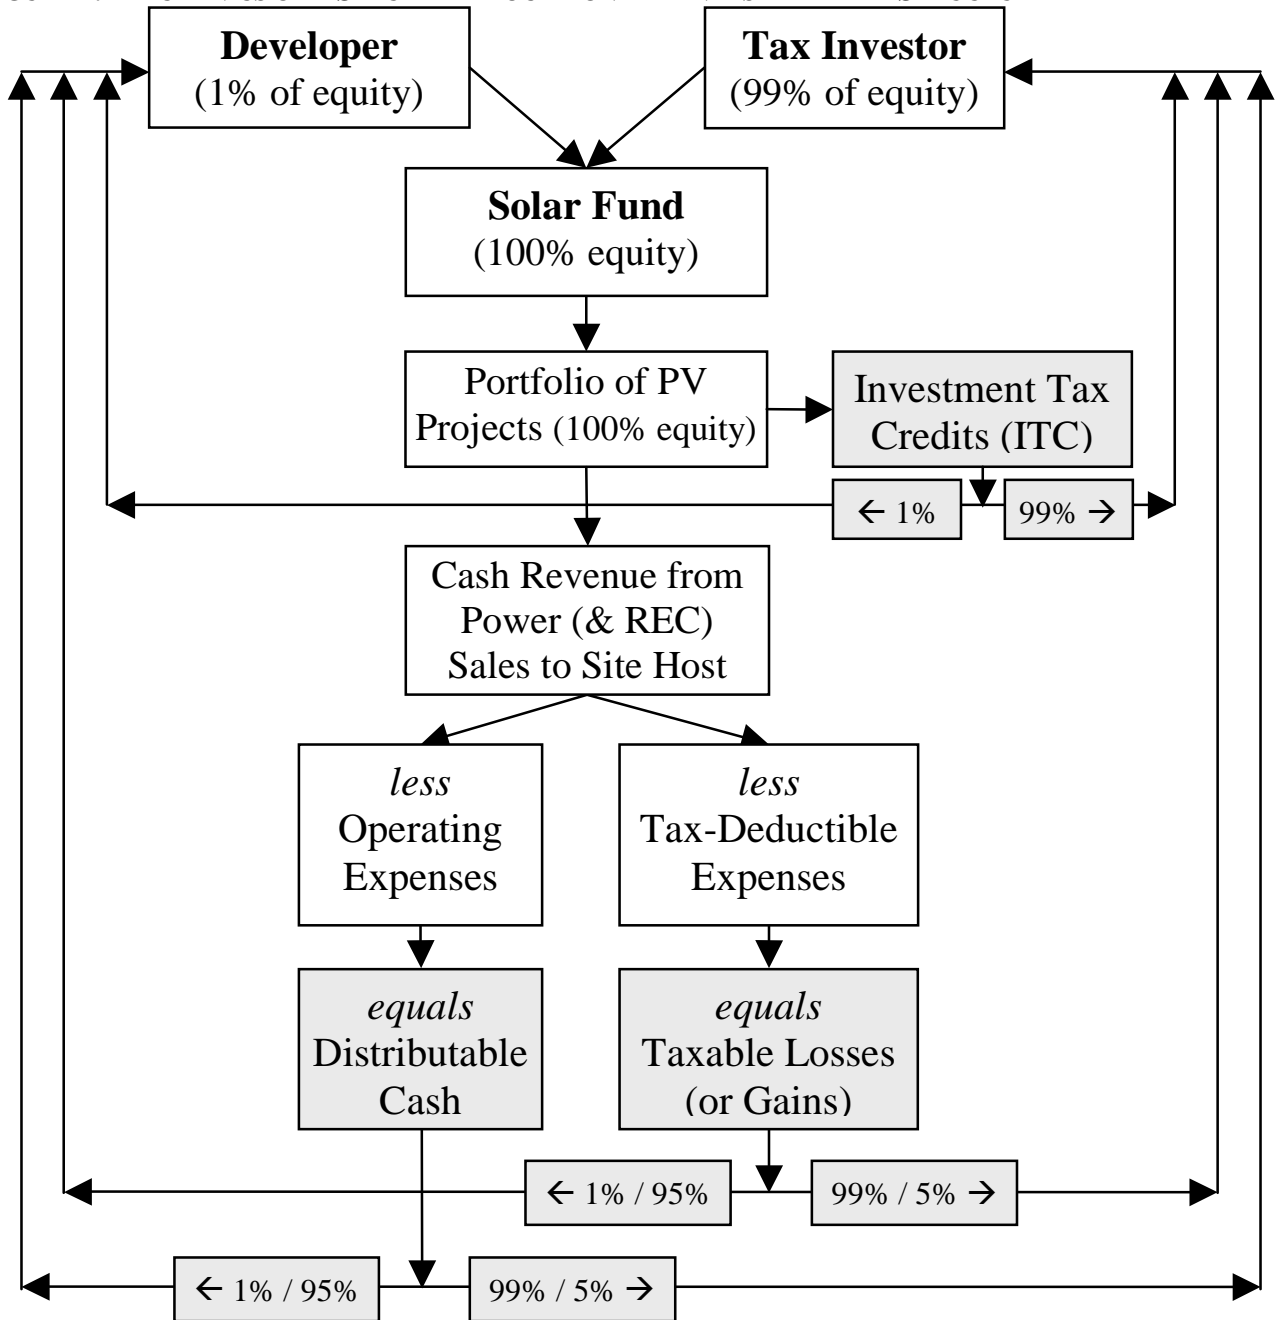 Developer
(1% of equity)
Tax Investor
(99% of equity)
Solar Fund
(100% equity)
Portfolio of PV
Projects (100% equity)
Investment Tax
Credits (ITC)
← 1%
99% →
Cash Revenue from
Power (& REC)
Sales to Site Host
less
Operating
Expenses
less
Tax-Deductible
Expenses
equals
Distributable
Cash
equals
Taxable Losses
(or Gains)
← 1% / 95%
99% / 5% →
← 1% / 95%
99% / 5% →